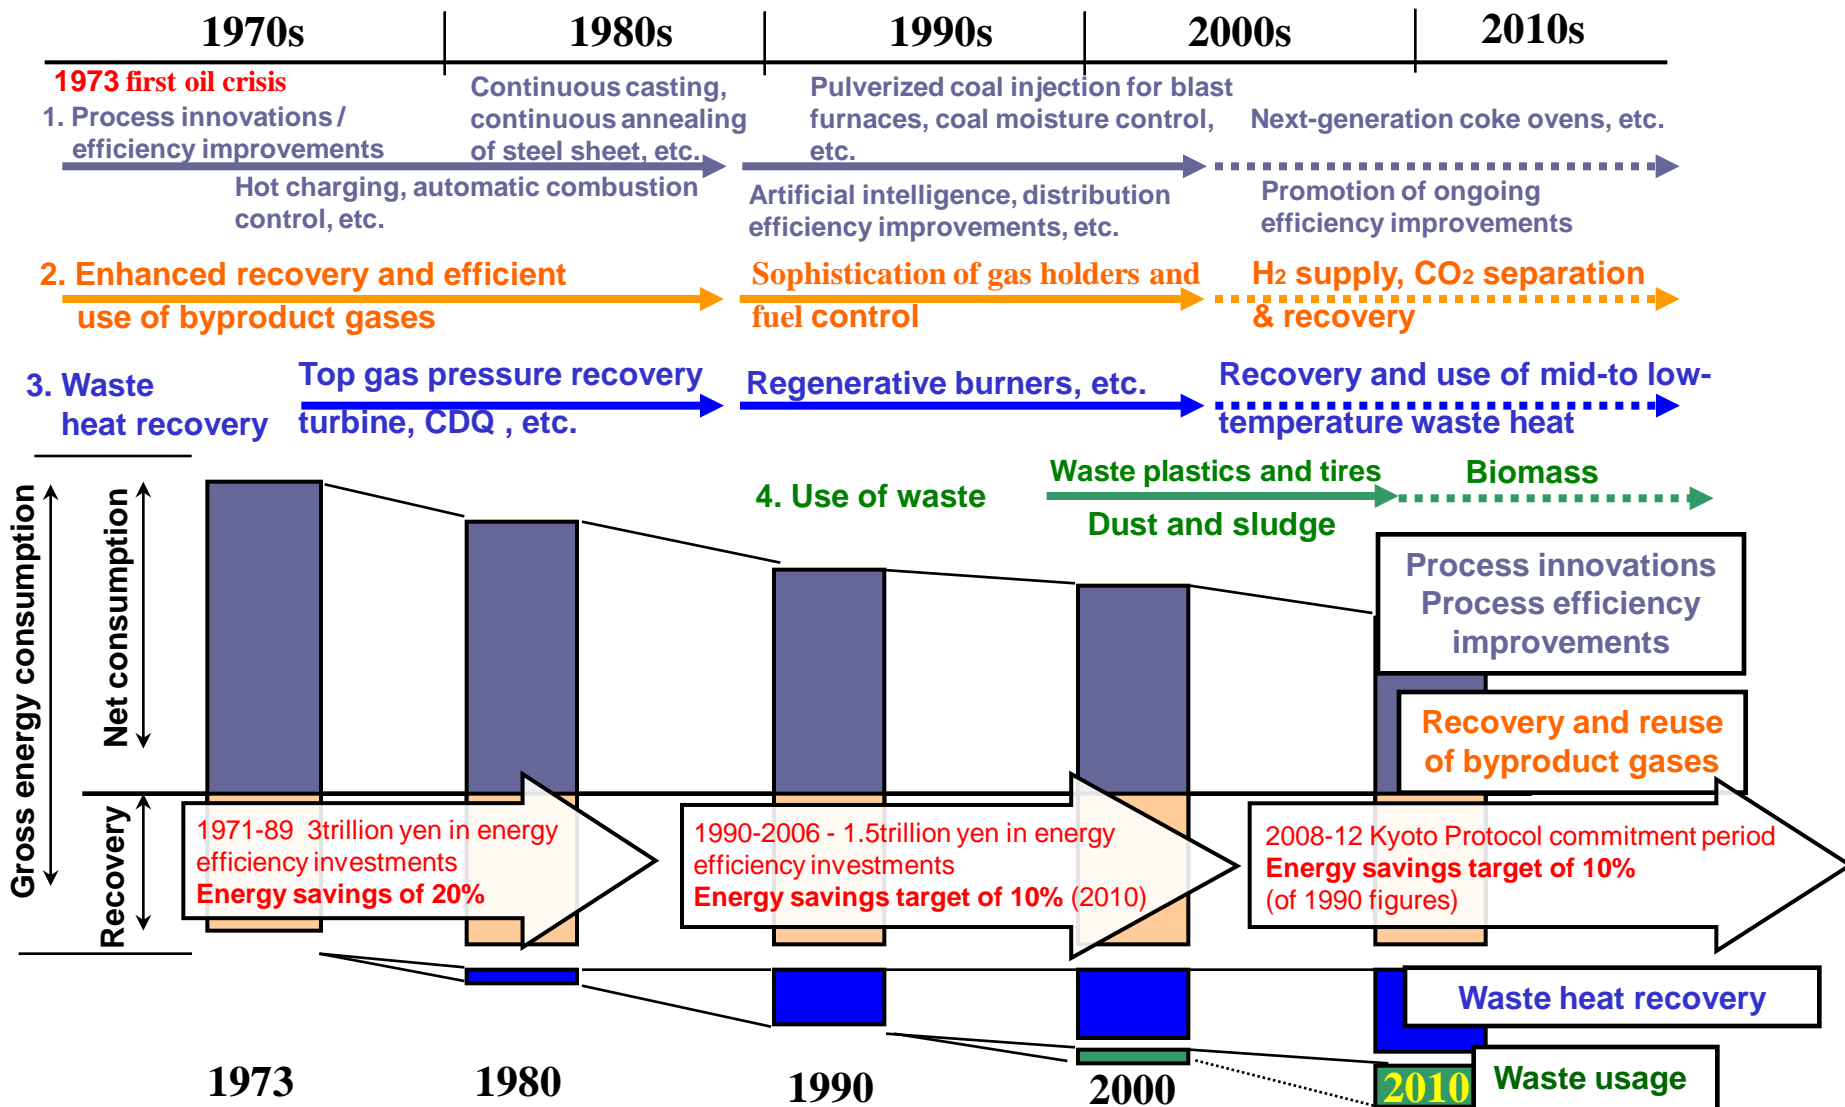 1970s 1980s 1990s 2000s 2010s
1973 first oil crisis
1. Process innovations /
efficiency improvements
Continuous casting,
continuous annealing
of steel sheet, etc.
Pulverized coal injection for blast
furnaces, coal moisture control,
etc.
Next-generation coke ovens, etc.
Hot charging, automatic combustion
control, etc.
Artificial intelligence, distribution
efficiency improvements, etc.
Promotion of ongoing
efficiency improvements
2. Enhanced recovery and efficient
use of byproduct gases
Sophistication of gas holders and
fuel control
H2 supply, CO2 separation
& recovery
3. Waste
heat recovery
Top gas pressure recovery
turbine, CDQ , etc.
Regenerative burners, etc.
Recovery and use of mid-to low-
temperature waste heat
4. Use of waste
Waste plastics and tires
Dust and sludge
Biomass
Gross energy consumption
Net consumption
Recovery
Process innovations
Process efficiency
improvements
Recovery and reuse
of byproduct gases
1971-89 3trillion yen in energy
efficiency investments
Energy savings of 20%
1990-2006 - 1.5trillion yen in energy
efficiency investments
Energy savings target of 10% (2010)
2008-12 Kyoto Protocol commitment period
Energy savings target of 10%
(of 1990 figures)
Waste heat recovery
Waste usage
1973 1980 1990 2000 2010